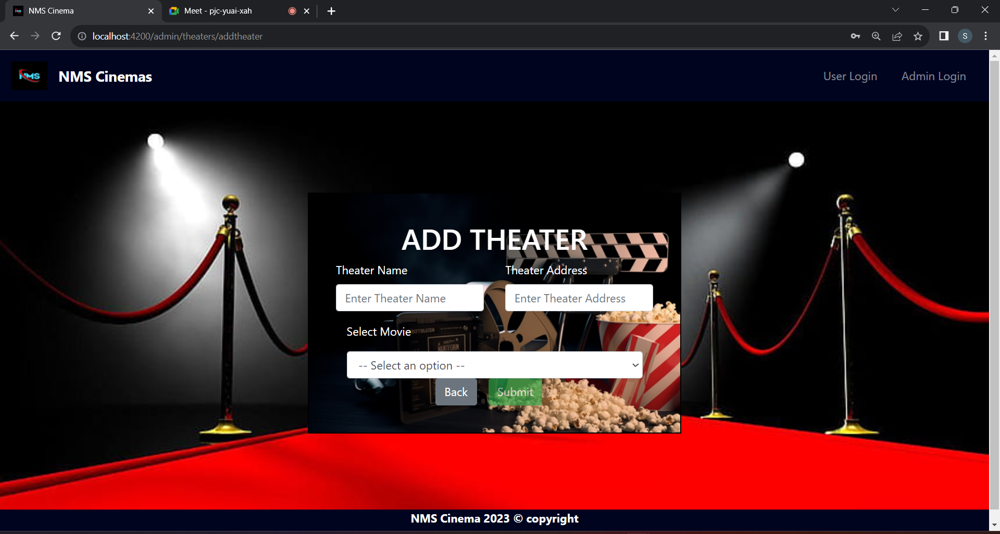 NMS Cinema
Meet - pjc-yuai-xah
localhost:4200/admin/theaters/addtheater
S
NMS
NMS Cinemas
User Login
Admin Login
ADD THEATER
Theater Name
Theater Address
Enter Theater Name
Enter Theater Address
Select Movie
-- Select an option --
Back
Submit
NMS Cinema 2023 © copyright